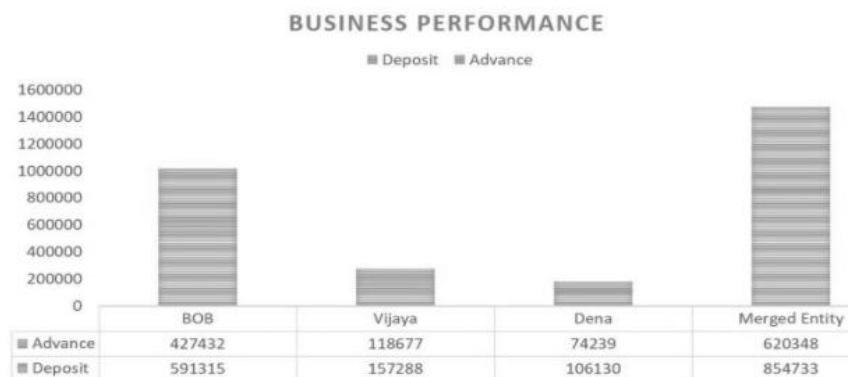 BUSINESS PERFORMANCE
Deposit Advance
1600000
1400000
1200000
1000000
800000
600000
400000
200000
0
BOB Vijaya Dena Merged Entity
Advance 427432 118677 74239 620348
Deposit 591315 157288 106130 854733